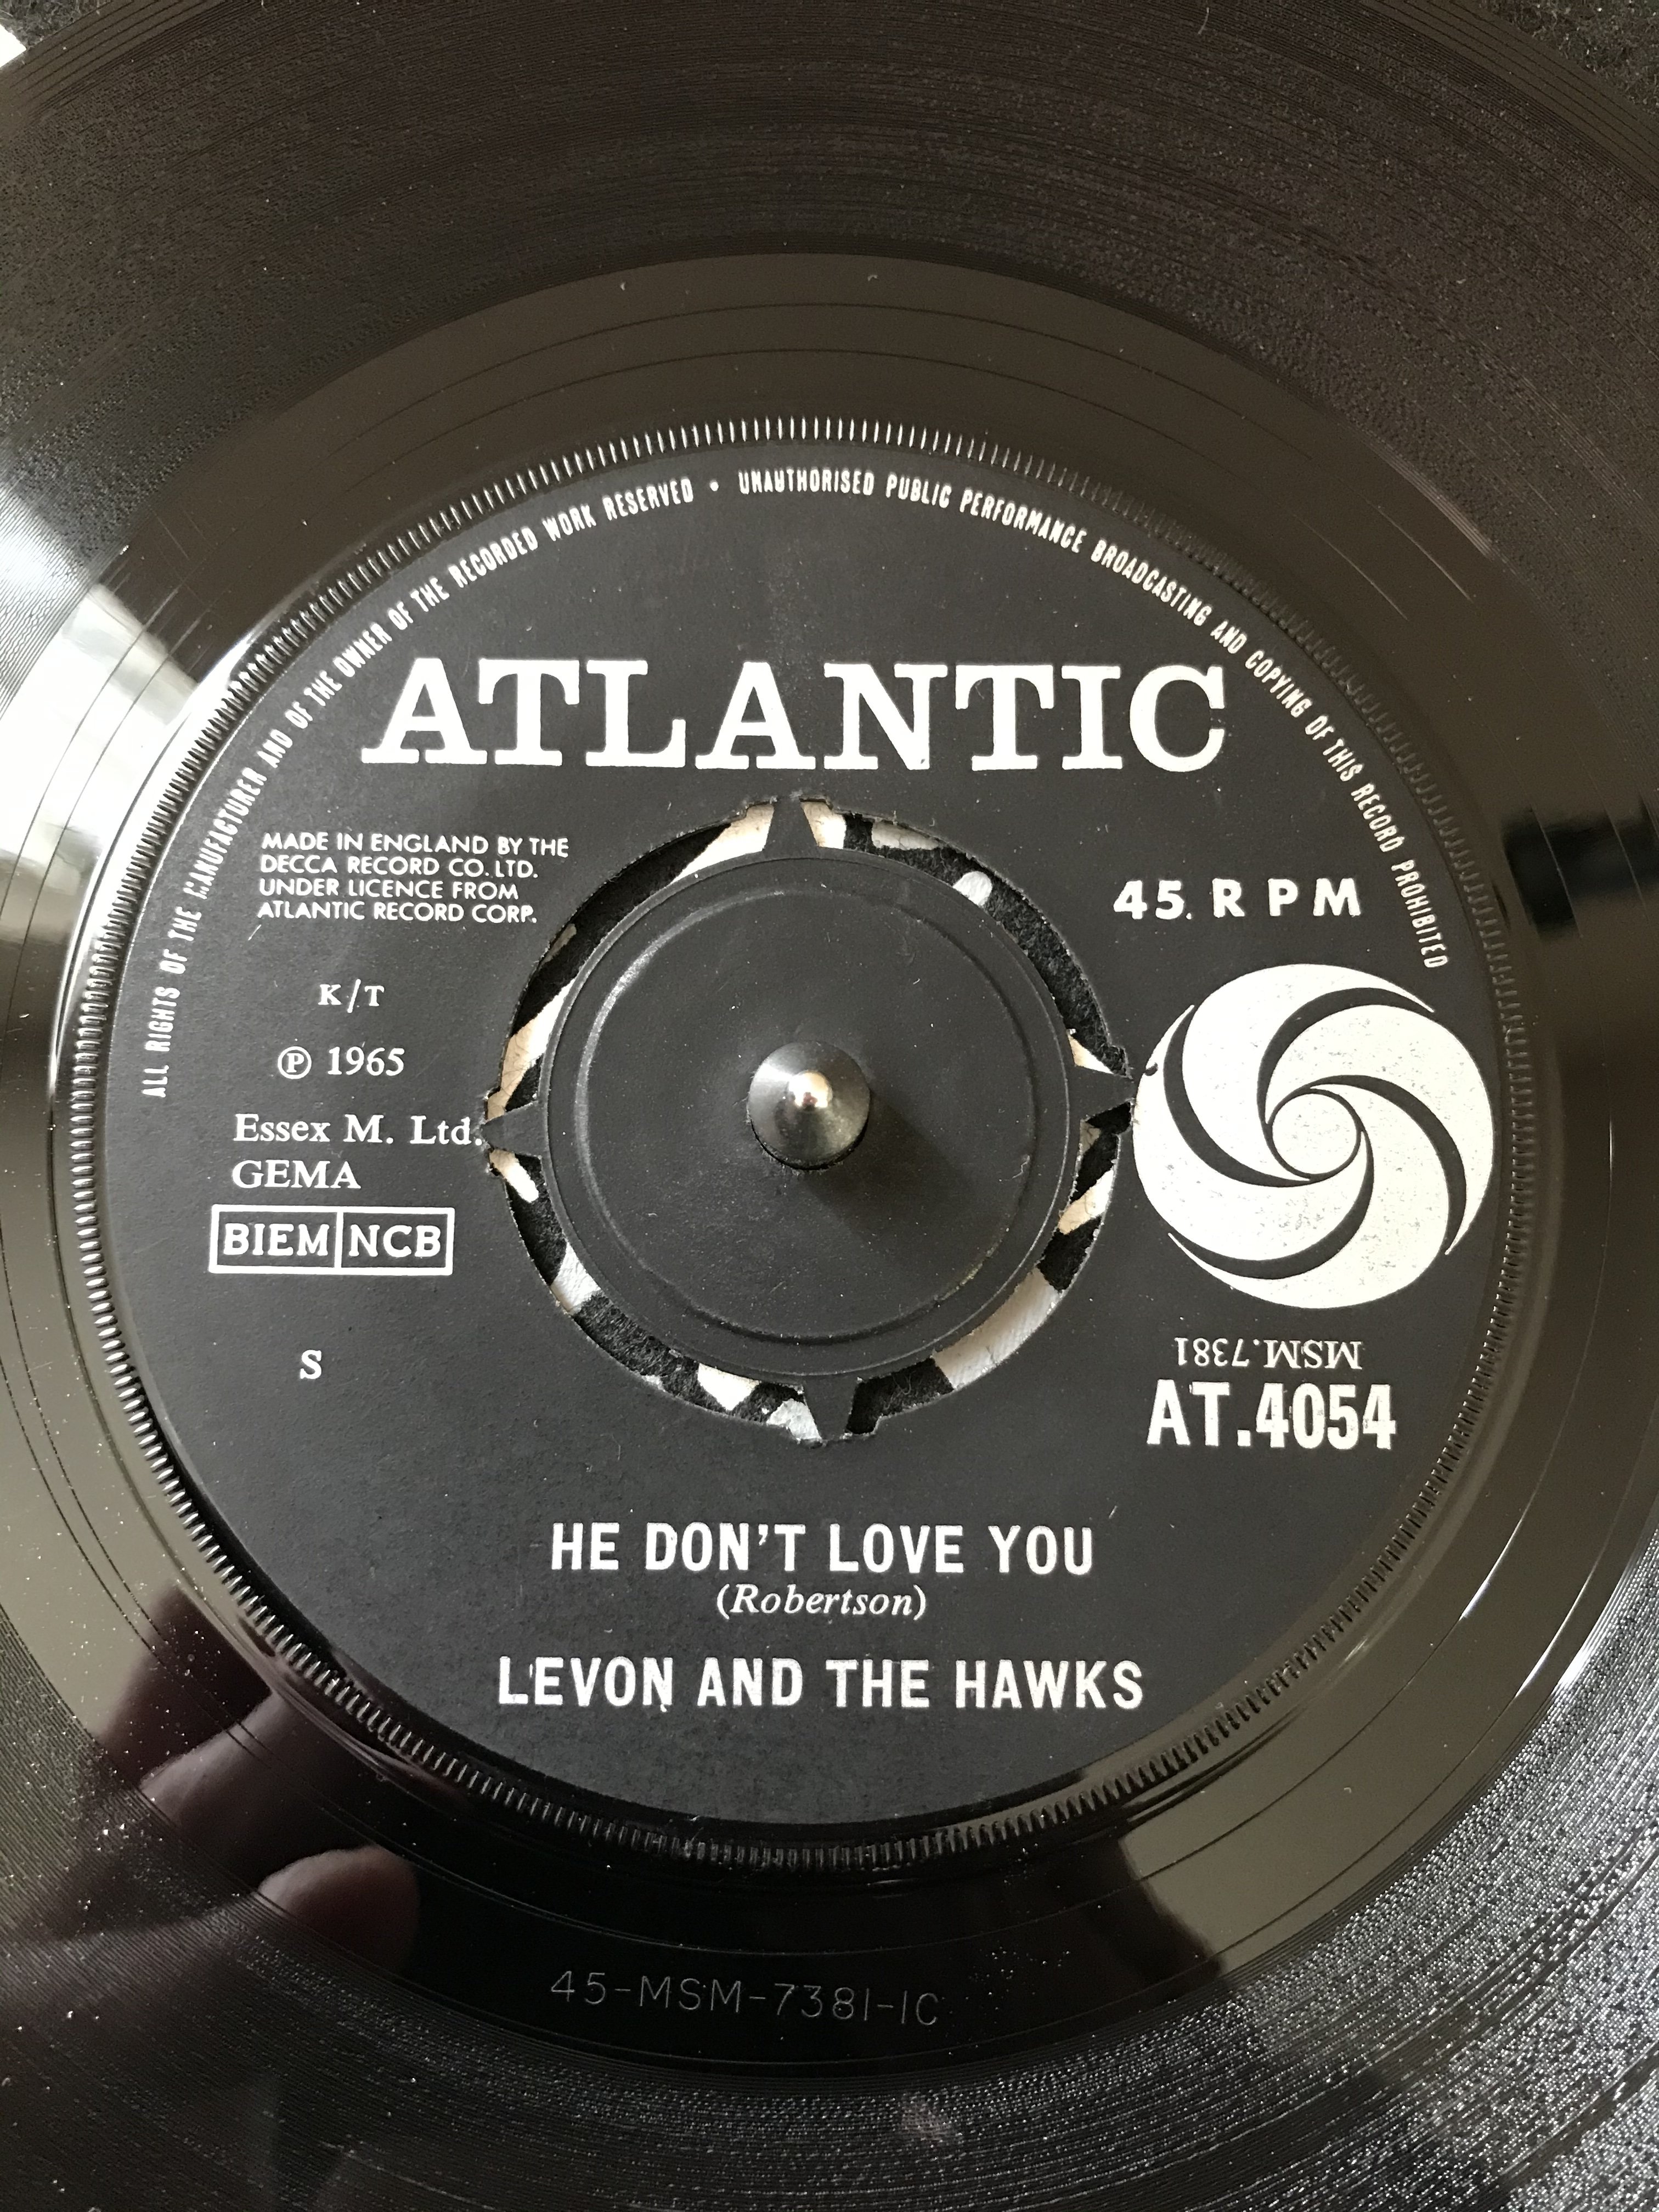 ALL RIGHTS OF THE MANUFACTURER AND OF THE OWNER OF THE RECORDED WORK RESERVED • UNAUTHORISED PUBLIC PERFORMANCE BROADCASTING AND COPYING OF THIS RECORD PROHIBITED
ATLANTIC
MADE IN ENGLAND BY THE
DECCA RECORD CO. LTD.
UNDER LICENCE FROM
ATLANTIC RECORD CORP.
45. RPM
K/T
℗ 1965
Essex M. Ltd.
GEMA
BIEM NCB
S
MSM.7381
AT.4054
HE DON'T LOVE YOU
(Robertson)
LEVON AND THE HAWKS
45-MSM-7381-1C